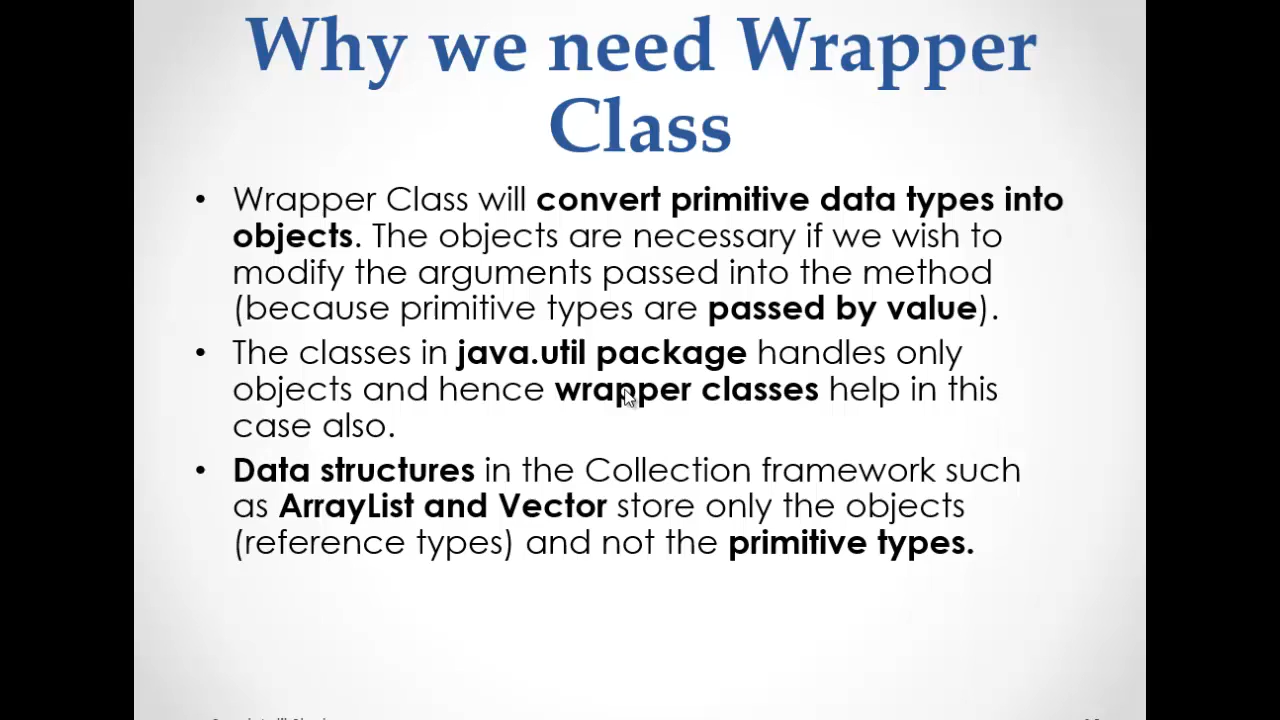 Why we need Wrapper
Class
• Wrapper Class will convert primitive data types into
objects. The objects are necessary if we wish to
modify the arguments passed into the method
(because primitive types are passed by value).
• The classes in java.util package handles only
objects and hence wrapper classes help in this
case also.
• Data structures in the Collection framework such
as ArrayList and Vector store only the objects
(reference types) and not the primitive types.